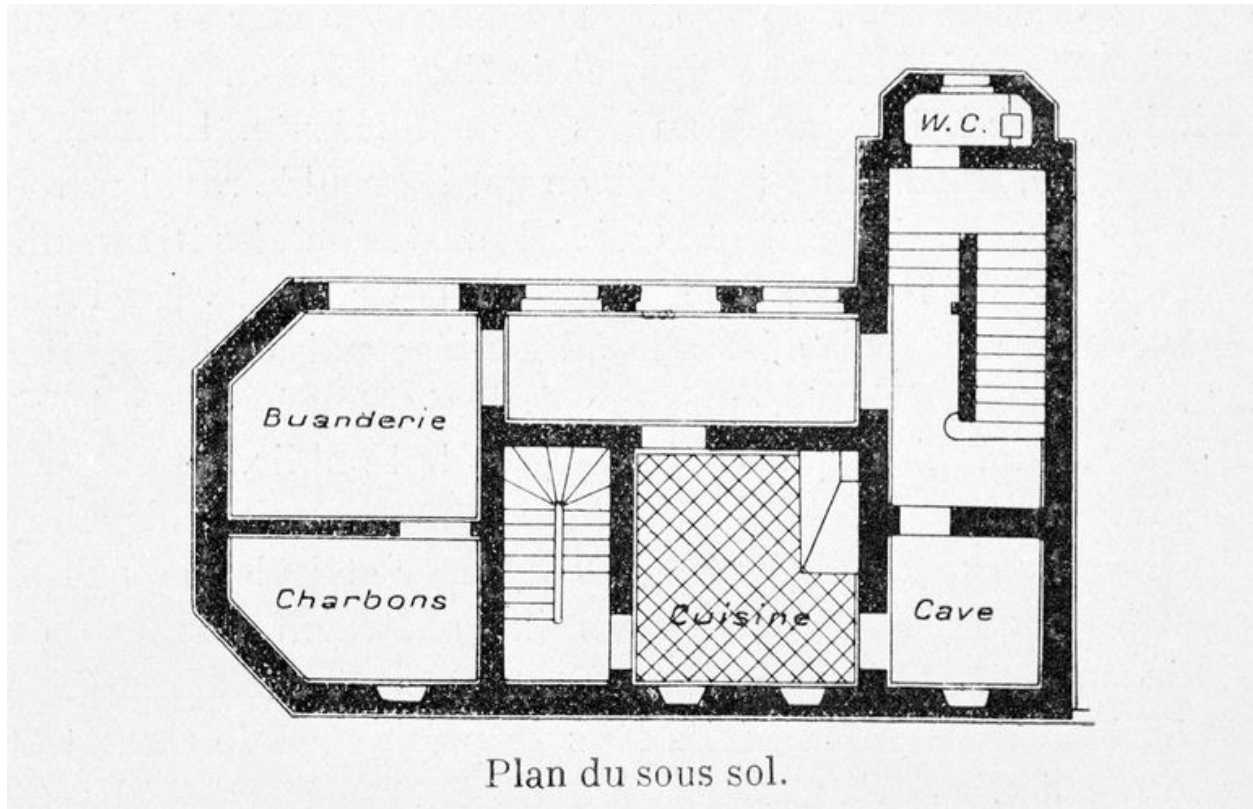 W.C.
Buanderie
Charbons
Cuisine
Cave
Plan du sous sol.